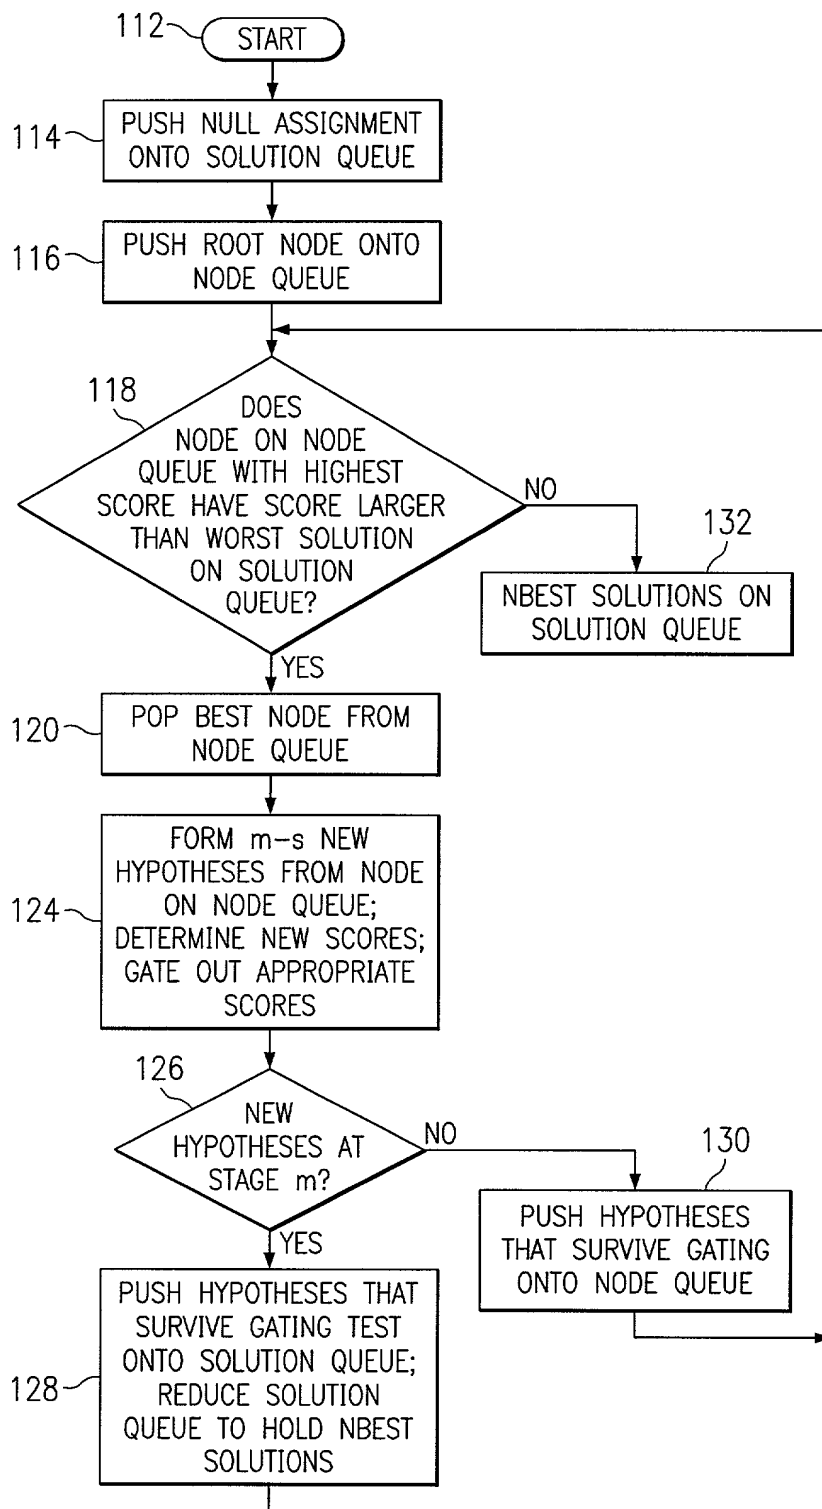 112
START
114
PUSH NULL ASSIGNMENT
ONTO SOLUTION QUEUE
116
PUSH ROOT NODE ONTO
NODE QUEUE
118
DOES
NODE ON NODE
QUEUE WITH HIGHEST
SCORE HAVE SCORE LARGER
THAN WORST SOLUTION
ON SOLUTION
QUEUE?
NO
132
NBEST SOLUTIONS ON
SOLUTION QUEUE
YES
120
POP BEST NODE FROM
NODE QUEUE
124
FORM m-s NEW
HYPOTHESES FROM NODE
ON NODE QUEUE;
DETERMINE NEW SCORES;
GATE OUT APPROPRIATE
SCORES
126
NEW
HYPOTHESES AT
STAGE m?
NO
130
PUSH HYPOTHESES
THAT SURVIVE GATING
ONTO NODE QUEUE
YES
128
PUSH HYPOTHESES THAT
SURVIVE GATING TEST
ONTO SOLUTION QUEUE;
REDUCE SOLUTION
QUEUE TO HOLD NBEST
SOLUTIONS